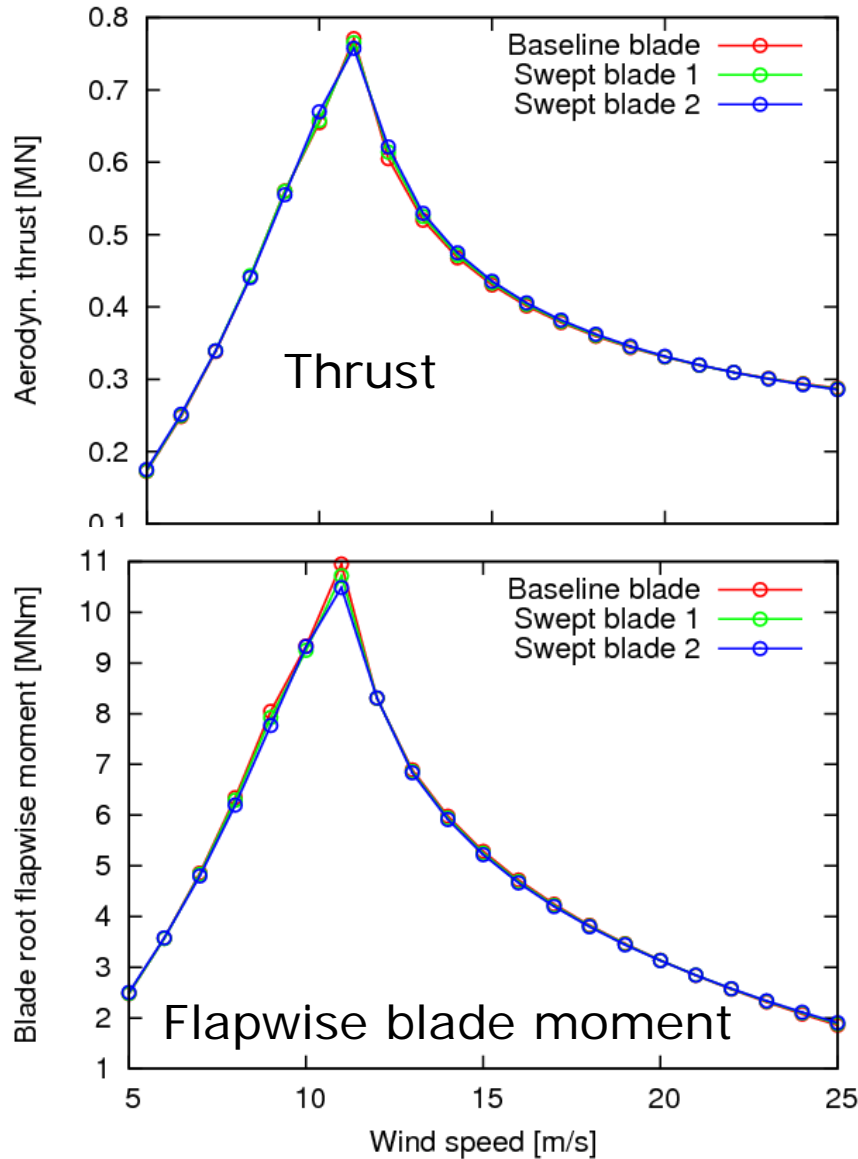 0.8
0.7
0.6
0.5
0.4
0.3
0.2
0.1
Aerodyn. thrust [MN]
Baseline blade
Swept blade 1
Swept blade 2
Thrust
11
10
9
8
7
6
5
4
3
2
1
Blade root flapwise moment [MNm]
Baseline blade
Swept blade 1
Swept blade 2
Flapwise blade moment
5 10 15 20 25
Wind speed [m/s]